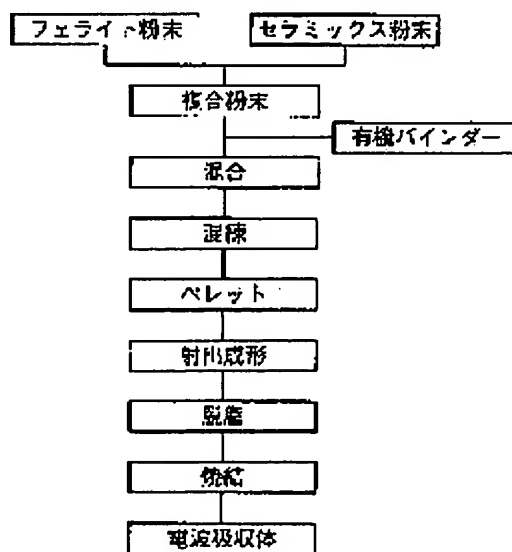 フェライト粉末
セラミックス粉末
複合粉末
有機バインダー
混合
混練
ペレット
射出成形
脱脂
焼結
電波吸収体